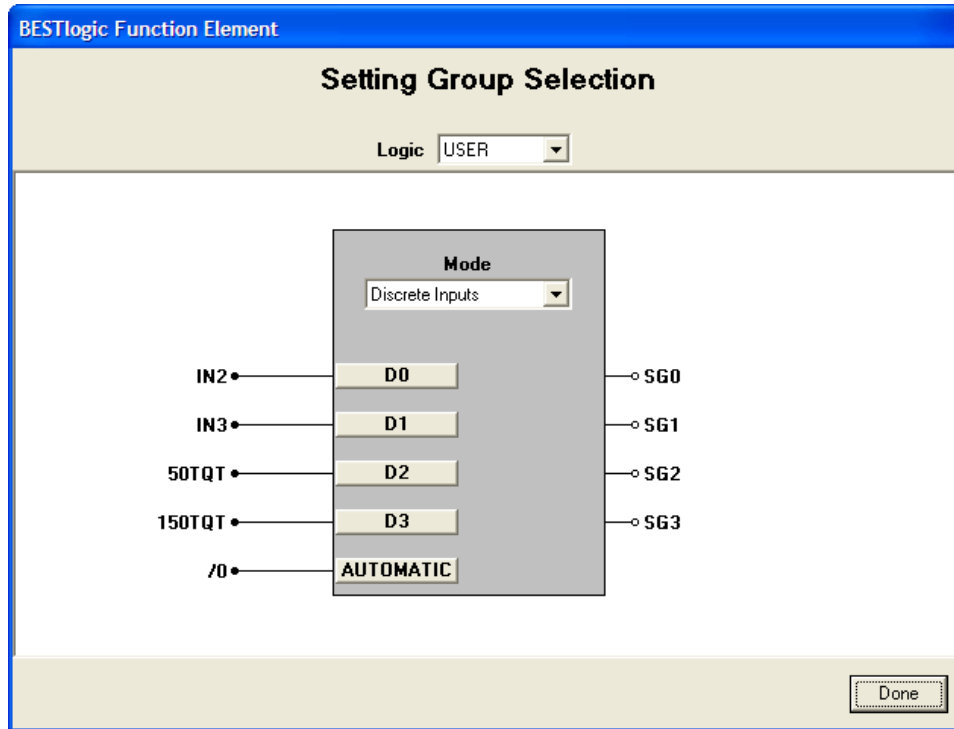 BESTlogic Function Element
Setting Group Selection
Logic USER
Mode
Discrete Inputs
IN2 D0 SG0
IN3 D1 SG1
50TQT D2 SG2
150TQT D3 SG3
/0 AUTOMATIC
Done